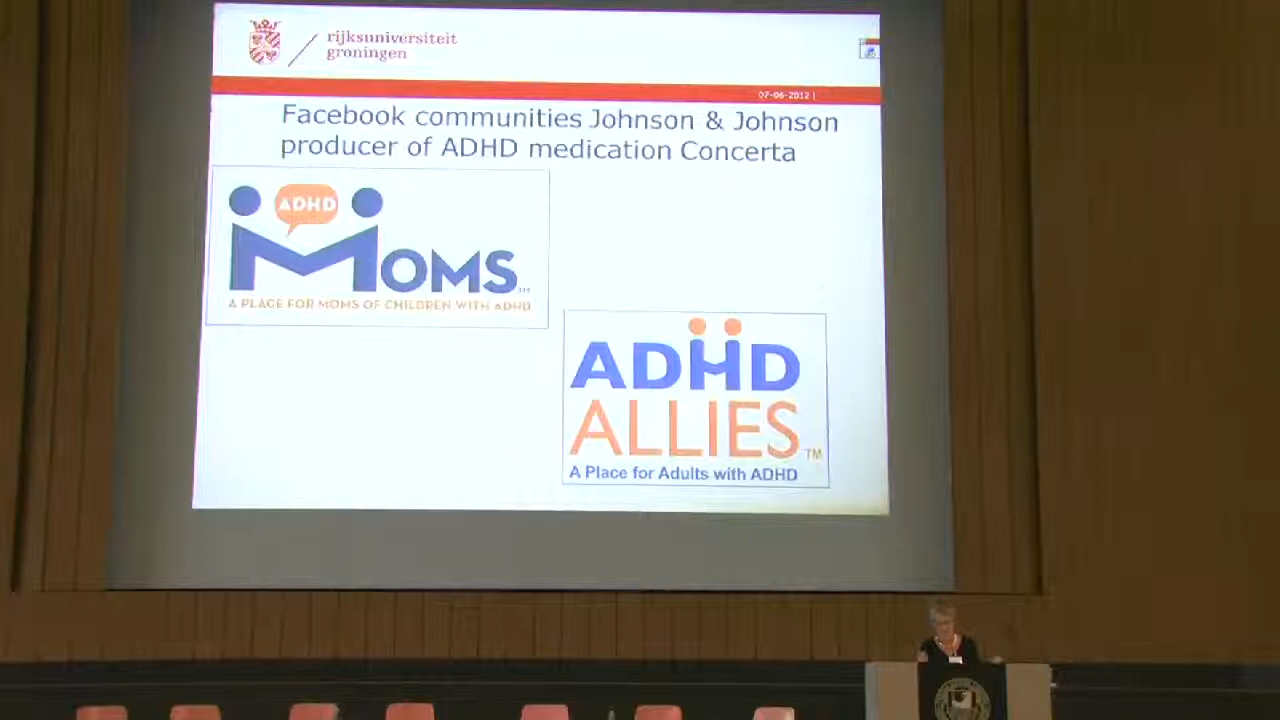 rijksuniversiteit
groningen
07-06-2012 |
Facebook communities Johnson & Johnson
producer of ADHD medication Concerta
ADHD
MOMS
A PLACE FOR MOMS OF CHILDREN WITH ADHD
ADHD
ALLIES TM
A Place for Adults with ADHD